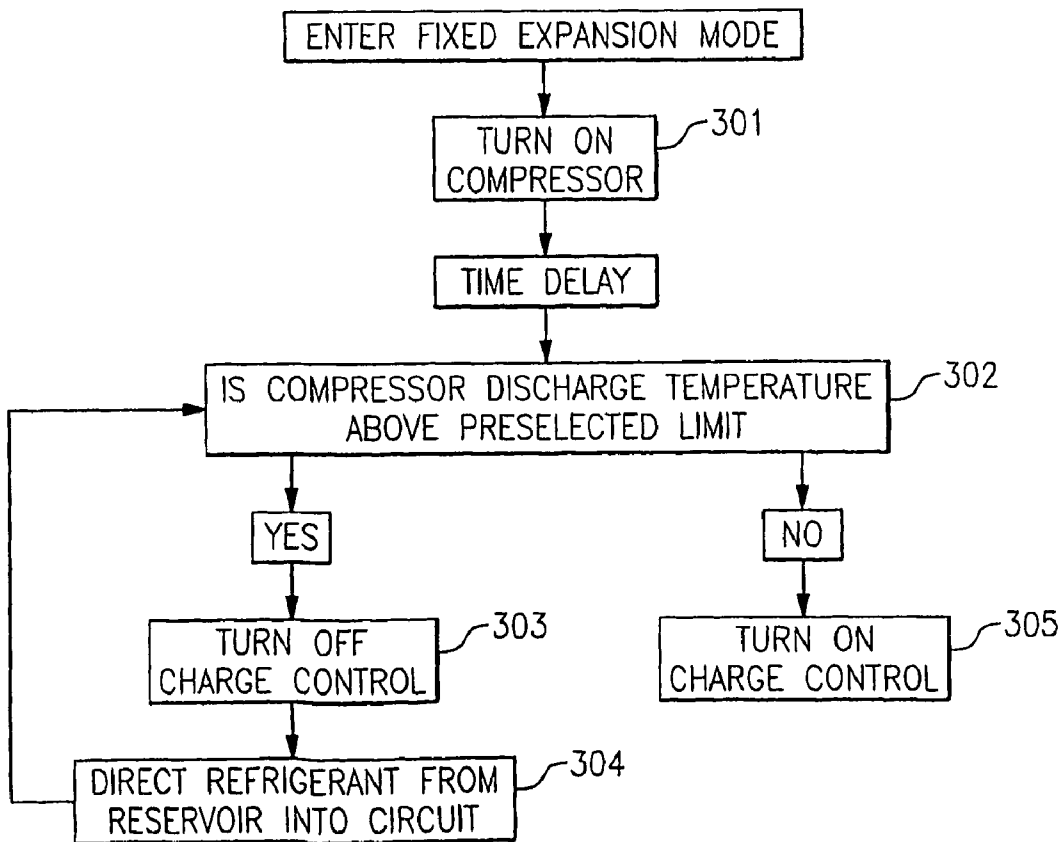 ENTER FIXED EXPANSION MODE
TURN ON
COMPRESSOR
301
TIME DELAY
IS COMPRESSOR DISCHARGE TEMPERATURE
ABOVE PRESELECTED LIMIT
302
YES
NO
TURN OFF
CHARGE CONTROL
303
TURN ON
CHARGE CONTROL
305
DIRECT REFRIGERANT FROM
RESERVOIR INTO CIRCUIT
304